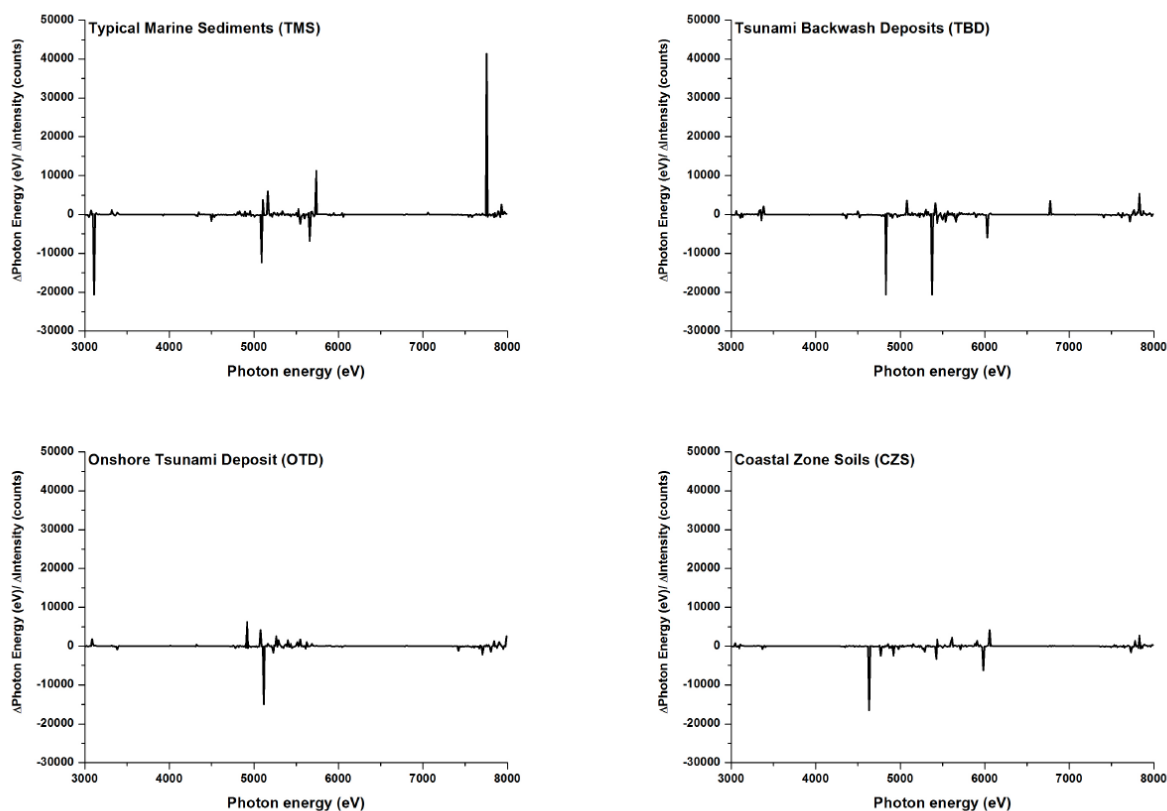 Typical Marine Sediments (TMS)
ΔPhoton Energy (eV)/ ΔIntensity (counts)
50000
40000
30000
20000
10000
0
-10000
-20000
-30000
3000 4000 5000 6000 7000 8000
Photon energy (eV)
Tsunami Backwash Deposits (TBD)
ΔPhoton Energy (eV)/ ΔIntensity (counts)
50000
40000
30000
20000
10000
0
-10000
-20000
-30000
3000 4000 5000 6000 7000 8000
Photon energy (eV)
Onshore Tsunami Deposit (OTD)
ΔPhoton Energy (eV)/ ΔIntensity (counts)
50000
40000
30000
20000
10000
0
-10000
-20000
-30000
3000 4000 5000 6000 7000 8000
Photon energy (eV)
Coastal Zone Soils (CZS)
ΔPhoton Energy (eV)/ ΔIntensity (counts)
50000
40000
30000
20000
10000
0
-10000
-20000
-30000
3000 4000 5000 6000 7000 8000
Photon energy (eV)